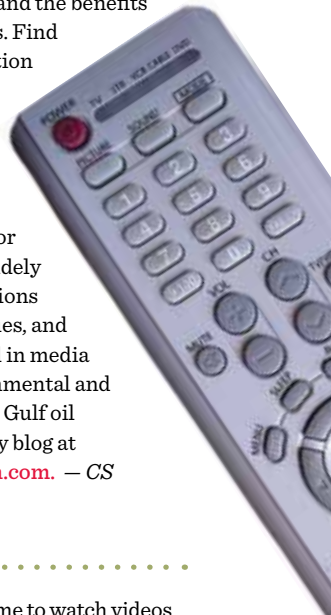 and the benefits
s. Find
tion
or
dely
ions
es, and
in media
nmental and
Gulf oil
y blog at
.com. — CS
me to watch videos
POWER
TV STB VCR CABLE DVD
PICTURE
SOUND
MODE
1
2
3
4
5
6
7
8
9
0
VOL
CH
MUTE
SLEEP
MENU